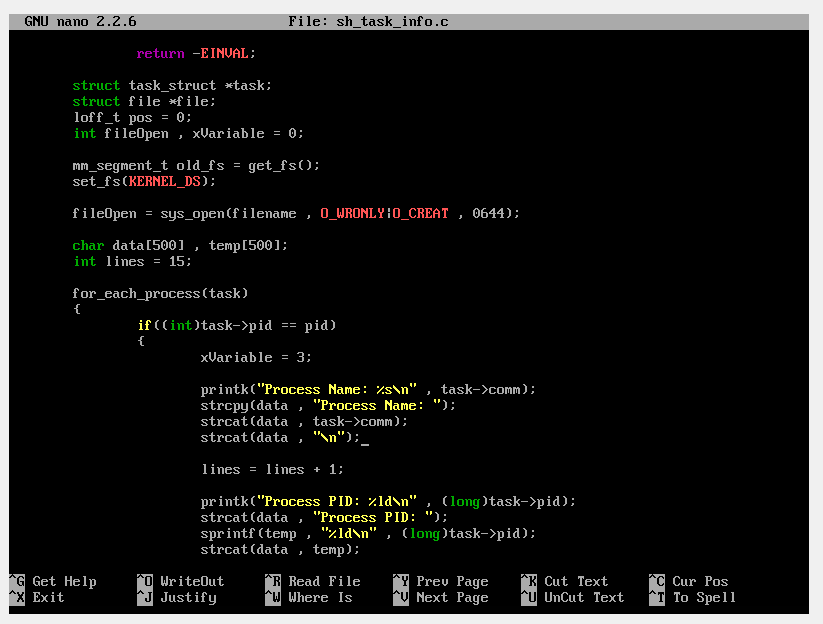 GNU nano 2.2.6 File: sh_task_info.c
return -EINVAL;
struct task_struct *task;
struct file *file;
loff_t pos = 0;
int fileOpen , xVariable = 0;
mm_segment_t old_fs = get_fs();
set_fs(KERNEL_DS);
fileOpen = sys_open(filename , O_WRONLY|O_CREAT , 0644);
char data[500] , temp[500];
int lines = 15;
for_each_process(task)
{
if((int)task->pid == pid)
{
xVariable = 3;
printk("Process Name: %s\n" , task->comm);
strcpy(data , "Process Name: ");
strcat(data , task->comm);
strcat(data , "\n");
lines = lines + 1;
printk("Process PID: %ld\n" , (long)task->pid);
strcat(data , "Process PID: ");
sprintf(temp , "%ld\n" , (long)task->pid);
strcat(data , temp);
^G Get Help ^O WriteOut ^R Read File ^Y Prev Page ^K Cut Text ^C Cur Pos
^X Exit ^J Justify ^W Where Is ^V Next Page ^U UnCut Text ^T To Spell